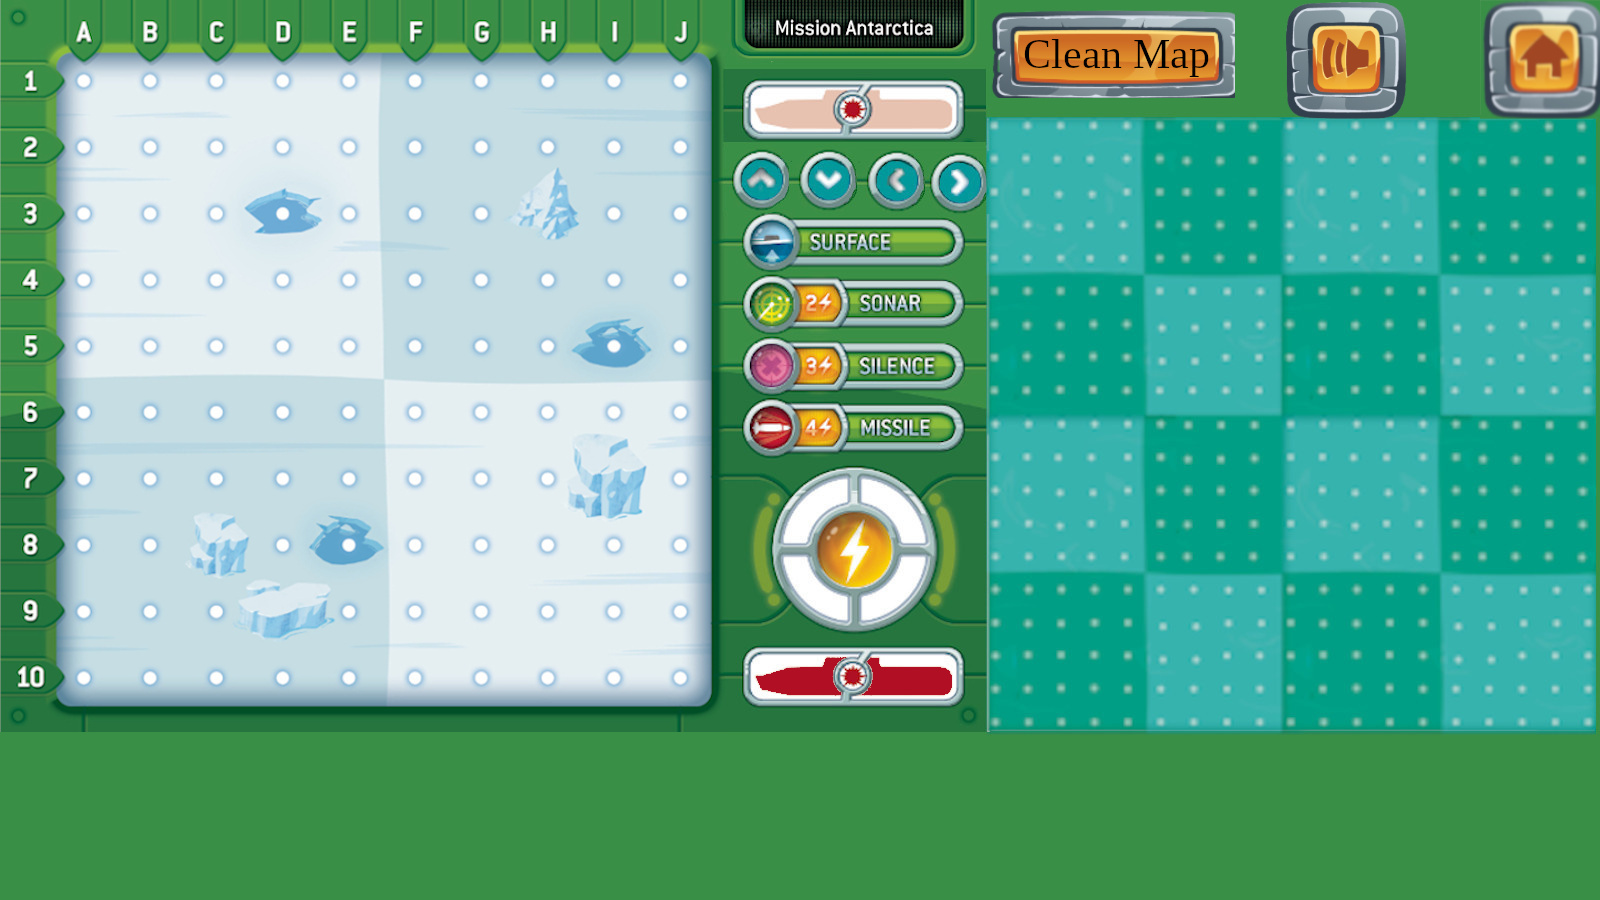 A B C D E F G H I J
Mission Antarctica
Clean Map
1
2
3
4
5
6
7
8
9
10
SURFACE
2 SONAR
3 SILENCE
4 MISSILE